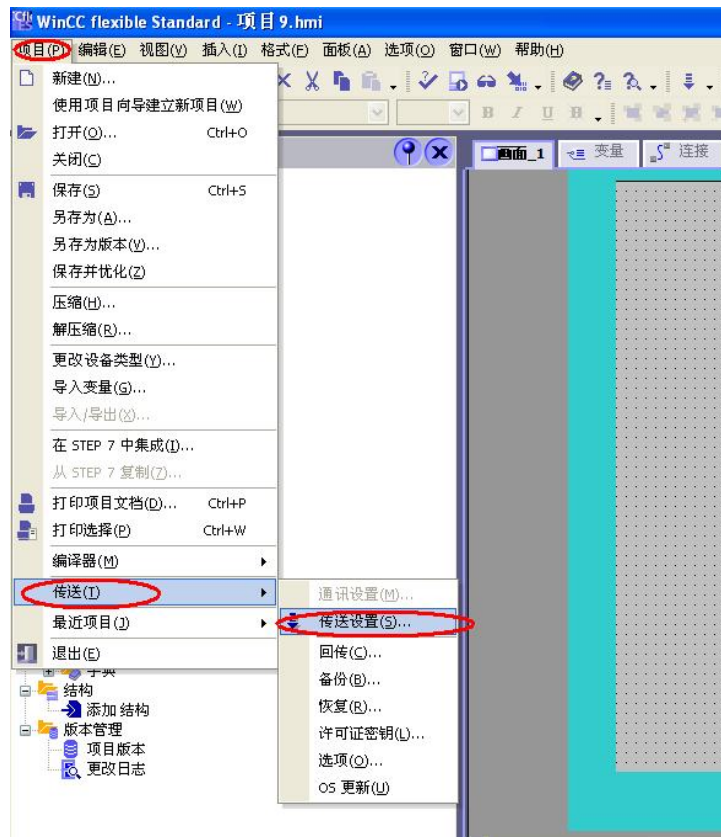 WinCC flexible Standard - 项目9.hmi
项目(P) 编辑(E) 视图(V) 插入(I) 格式(F) 面板(A) 选项(O) 窗口(W) 帮助(H)
新建(N)...
使用项目向导建立新项目(W)
打开(O)... Ctrl+O
关闭(C)
画面_1 变量 连接
保存(S) Ctrl+S
另存为(A)...
另存为版本(V)...
保存并优化(Z)
压缩(H)...
解压缩(R)...
更改设备类型(Y)...
导入变量(G)...
导入/导出(X)...
在 STEP 7 中集成(I)...
从 STEP 7 复制(7)...
打印项目文档(D)... Ctrl+P
打印选择(P) Ctrl+W
编译器(M)
传送(T)
最近项目(J)
退出(E)
通讯设置(M)...
传送设置(S)...
回传(C)...
备份(B)...
恢复(R)...
许可证密钥(L)...
选项(O)...
OS 更新(U)
字典
结构
添加 结构
版本管理
项目版本
更改日志